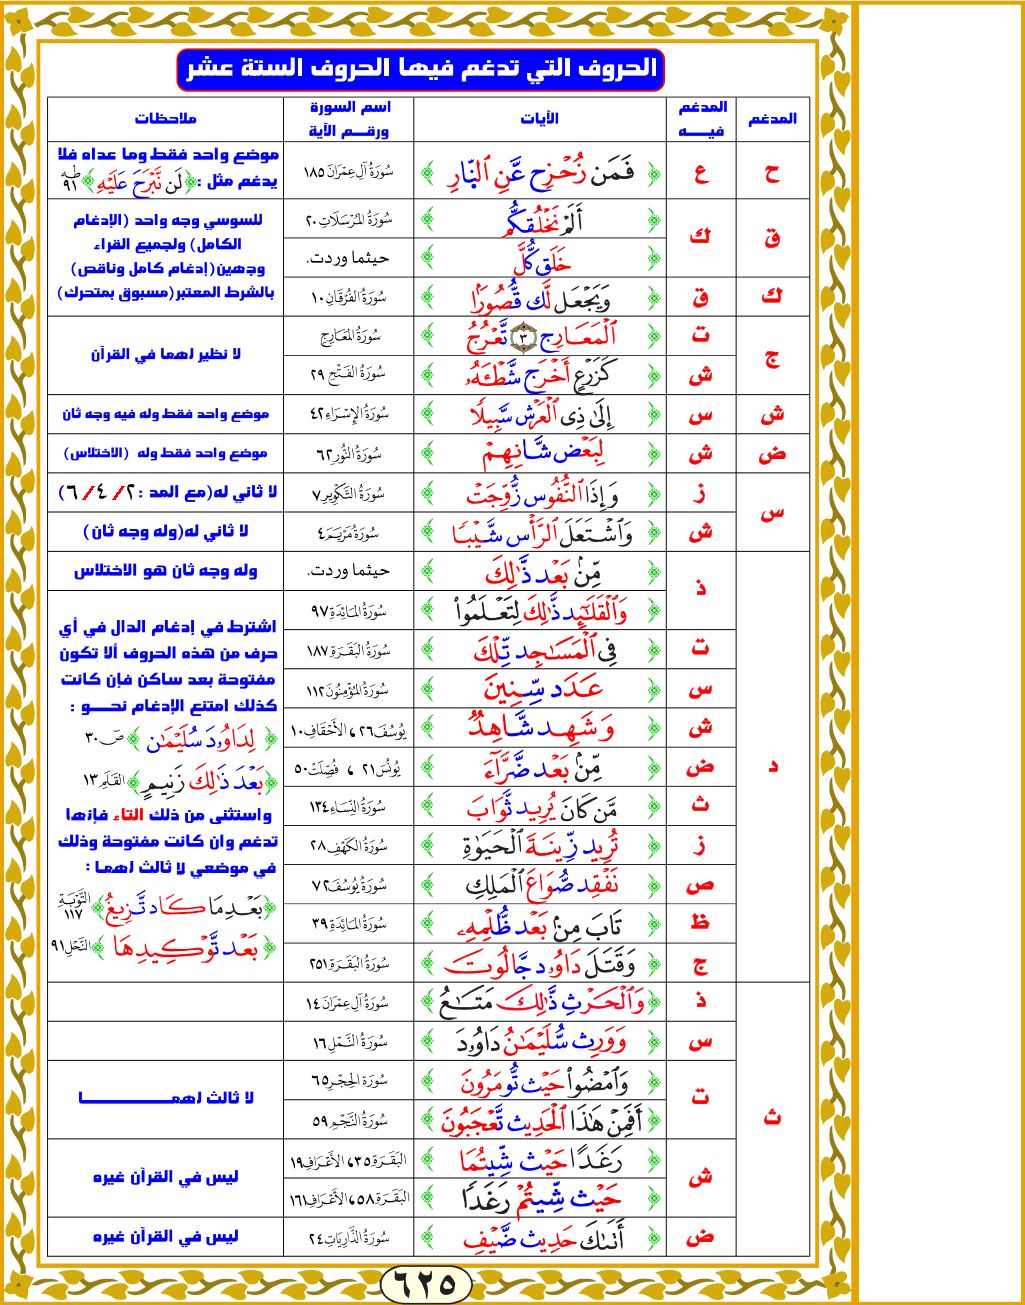 الحروف التي تدغم فيها الحروف الستة عشر
المدغم | المدغم فيه | الآيات | اسم السورة ورقم الآية | ملاحظات
ح | ع | ﴿ فَمَن زُحْزِح عَّنِ ٱلنَّارِ ﴾ | سُورَةُ آلِ عِمْرَانَ ١٨٥ | موضع واحد فقط وما عداه فلا يدغم مثل : ﴿لَن نَّبْرَحَ عَلَيْهِ﴾ طه ٩١
ق | ك | ﴿ أَلَمْ نَخْلُقكُّم ﴾ | سُورَةُ المُرْسَلَاتِ ٢٠ | للسوسي وجه واحد (الإدغام الكامل) ولجميع القراء وجهين(إدغام كامل وناقص) بالشرط المعتبر(مسبوق بمتحرك)
﴿ خَلَق كُّلَّ ﴾ | حيثما وردت.
ك | ق | ﴿ وَيَجْعَل لَّك قُّصُورًا ﴾ | سُورَةُ الفُرْقَانِ ١٠
ج | ت | ﴿ ٱلْمَعَارِج ٣ تَّعْرُجُ ﴾ | سُورَةُ المَعَارِجِ | لا نظير لهما في القرآن
ش | ﴿ كَزَرْعٍ أَخْرَج شَّطْـَٔهُۥ ﴾ | سُورَةُ الفَتْحِ ٢٩
ش | س | ﴿ إِلَىٰ ذِى ٱلْعَرْش سَّبِيلًا ﴾ | سُورَةُ الإِسْرَاءِ ٤٢ | موضع واحد فقط وله فيه وجه ثان
ض | ش | ﴿ لِبَعْض شَّانِهِمْ ﴾ | سُورَةُ النُّورِ ٦٢ | موضع واحد فقط وله (الاختلاس)
س | ز | ﴿ وَإِذَا ٱلنُّفُوس زُّوِّجَتْ ﴾ | سُورَةُ التَّكْوِيرِ ٧ | لا ثاني له(مع المد :٢/ ٤/ ٦)
ش | ﴿ وَٱشْتَعَلَ ٱلرَّأْس شَّيْبًا ﴾ | سُورَةُ مَرْيَمَ ٤ | لا ثاني له(وله وجه ثان)
د | ذ | ﴿ مِّنۢ بَعْد ذَّٰلِكَ ﴾ | حيثما وردت. | وله وجه ثان هو الاختلاس
﴿ وَٱلْقَلَـٰٓئِد ذَّٰلِكَ لِتَعْلَمُوا۟ ﴾ | سُورَةُ المَائِدَةِ ٩٧ | اشترط في إدغام الدال في أي حرف من هذه الحروف ألا تكون مفتوحة بعد ساكن فإن كانت كذلك امتنع الإدغام نحو :
ت | ﴿ فِى ٱلْمَسَـٰجِد تِّلْكَ ﴾ | سُورَةُ البَقَرَةِ ١٨٧
س | ﴿ عَدَد سِّنِينَ ﴾ | سُورَةُ المُؤْمِنُونَ ١١٢
ش | ﴿ وَشَهِد شَّاهِدٌ ﴾ | يُوسُفَ ٢٦ ، الأَحْقَافِ ١٠ | ﴿ لِدَاوُۥدَ سُلَيْمَـٰنَ ﴾ صٓ ٣٠
ض | ﴿ مِّنۢ بَعْد ضَّرَّآءَ ﴾ | يُونُسَ ٢١ ، فُصِّلَتْ ٥٠ | ﴿بَعْدَ ذَٰلِكَ زَنِيمٍ﴾ القَلَمِ ١٣
ث | ﴿ مَّن كَانَ يُرِيد ثَّوَابَ ﴾ | سُورَةُ النِّسَاءِ ١٣٤ | واستثنى من ذلك التاء فإنها تدغم وان كانت مفتوحة وذلك في موضعي لا ثالث لهما :
ز | ﴿ تُرِيد زِّينَةَ ٱلْحَيَوٰةِ ﴾ | سُورَةُ الكَهْفِ ٢٨
ص | ﴿ نَفْقِد صُّوَاعَ ٱلْمَلِكِ ﴾ | سُورَةُ يُوسُفَ ٧٢ | ﴿بَعْدِ مَا كَاد تَّزِيغُ﴾ التَّوْبَةِ ١١٧
ظ | ﴿ تَابَ مِنۢ بَعْد ظُّلْمِهِۦ ﴾ | سُورَةُ المَائِدَةِ ٣٩ | ﴿ بَعْد تَّوْكِيدِهَا ﴾ النَّحْلِ ٩١
ج | ﴿ وَقَتَلَ دَاوُۥد جَّالُوتَ ﴾ | سُورَةُ البَقَرَةِ ٢٥١
ث | ذ | ﴿ وَٱلْحَرْث ذَّٰلِكَ مَتَـٰعُ ﴾ | سُورَةُ آلِ عِمْرَانَ ١٤
س | ﴿ وَوَرِث سُّلَيْمَـٰنُ دَاوُۥدَ ﴾ | سُورَةُ النَّمْلِ ١٦
ت | ﴿ وَٱمْضُوا۟ حَيْث تُّومَرُونَ ﴾ | سُورَةُ الحِجْرِ ٦٥ | لا ثالث لهما
﴿ أَفَمِنْ هَـٰذَا ٱلْحَدِيث تَّعْجَبُونَ ﴾ | سُورَةُ النَّجْمِ ٥٩
ش | ﴿ رَغَدًا حَيْث شِّيتُمَا ﴾ | البَقَرَةِ ٣٥ ، الأَعْرَافِ ١٩ | ليس في القرآن غيره
﴿ حَيْث شِّيتُمْ رَغَدًا ﴾ | البَقَرَةِ ٥٨ ، الأَعْرَافِ ١٦١
ض | ﴿ أَتَىٰكَ حَدِيث ضَّيْفِ ﴾ | سُورَةُ الذَّارِيَاتِ ٢٤ | ليس في القرآن غيره
٦٢٥